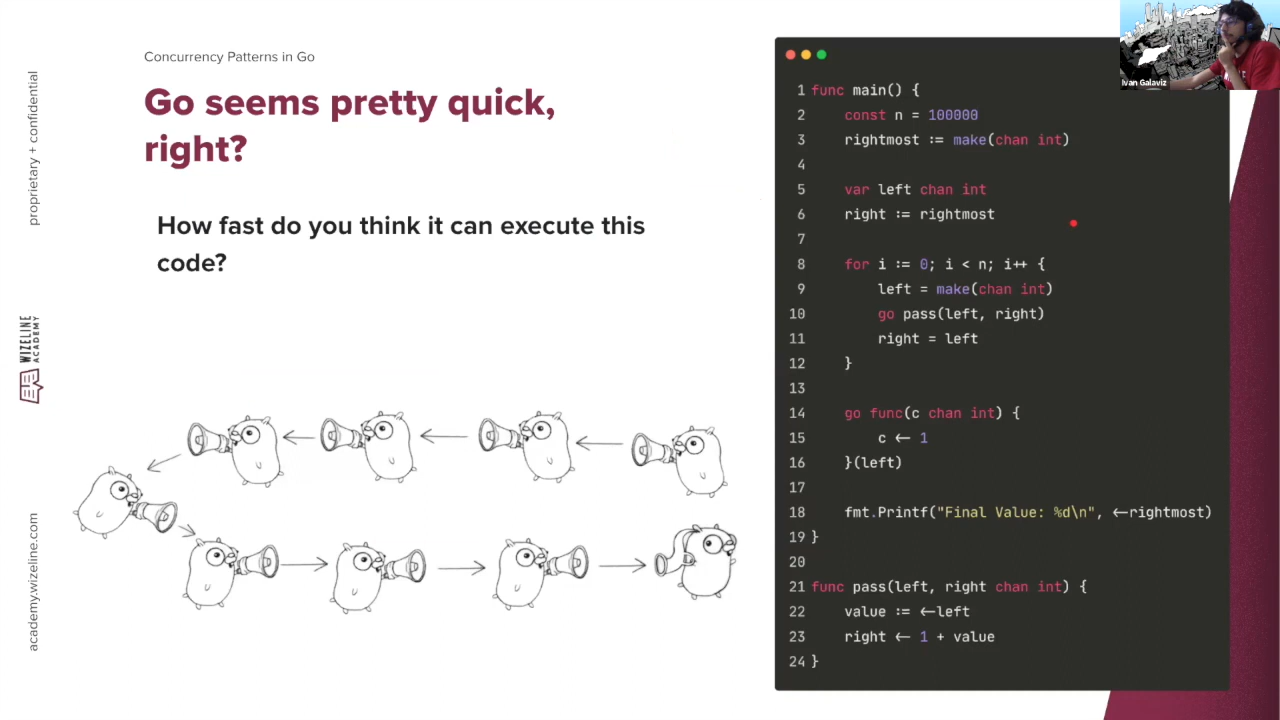 Concurrency Patterns in Go
Go seems pretty quick,
right?
How fast do you think it can execute this
code?
proprietary + confidential
WIZELINE
ACADEMY
academy.wizeline.com
Ivan Galaviz
1 func main() {
2 const n = 100000
3 rightmost := make(chan int)
4
5 var left chan int
6 right := rightmost
7
8 for i := 0; i < n; i++ {
9 left = make(chan int)
10 go pass(left, right)
11 right = left
12 }
13
14 go func(c chan int) {
15 c <- 1
16 }(left)
17
18 fmt.Printf("Final Value: %d\n", <-rightmost)
19 }
20
21 func pass(left, right chan int) {
22 value := <-left
23 right <- 1 + value
24 }